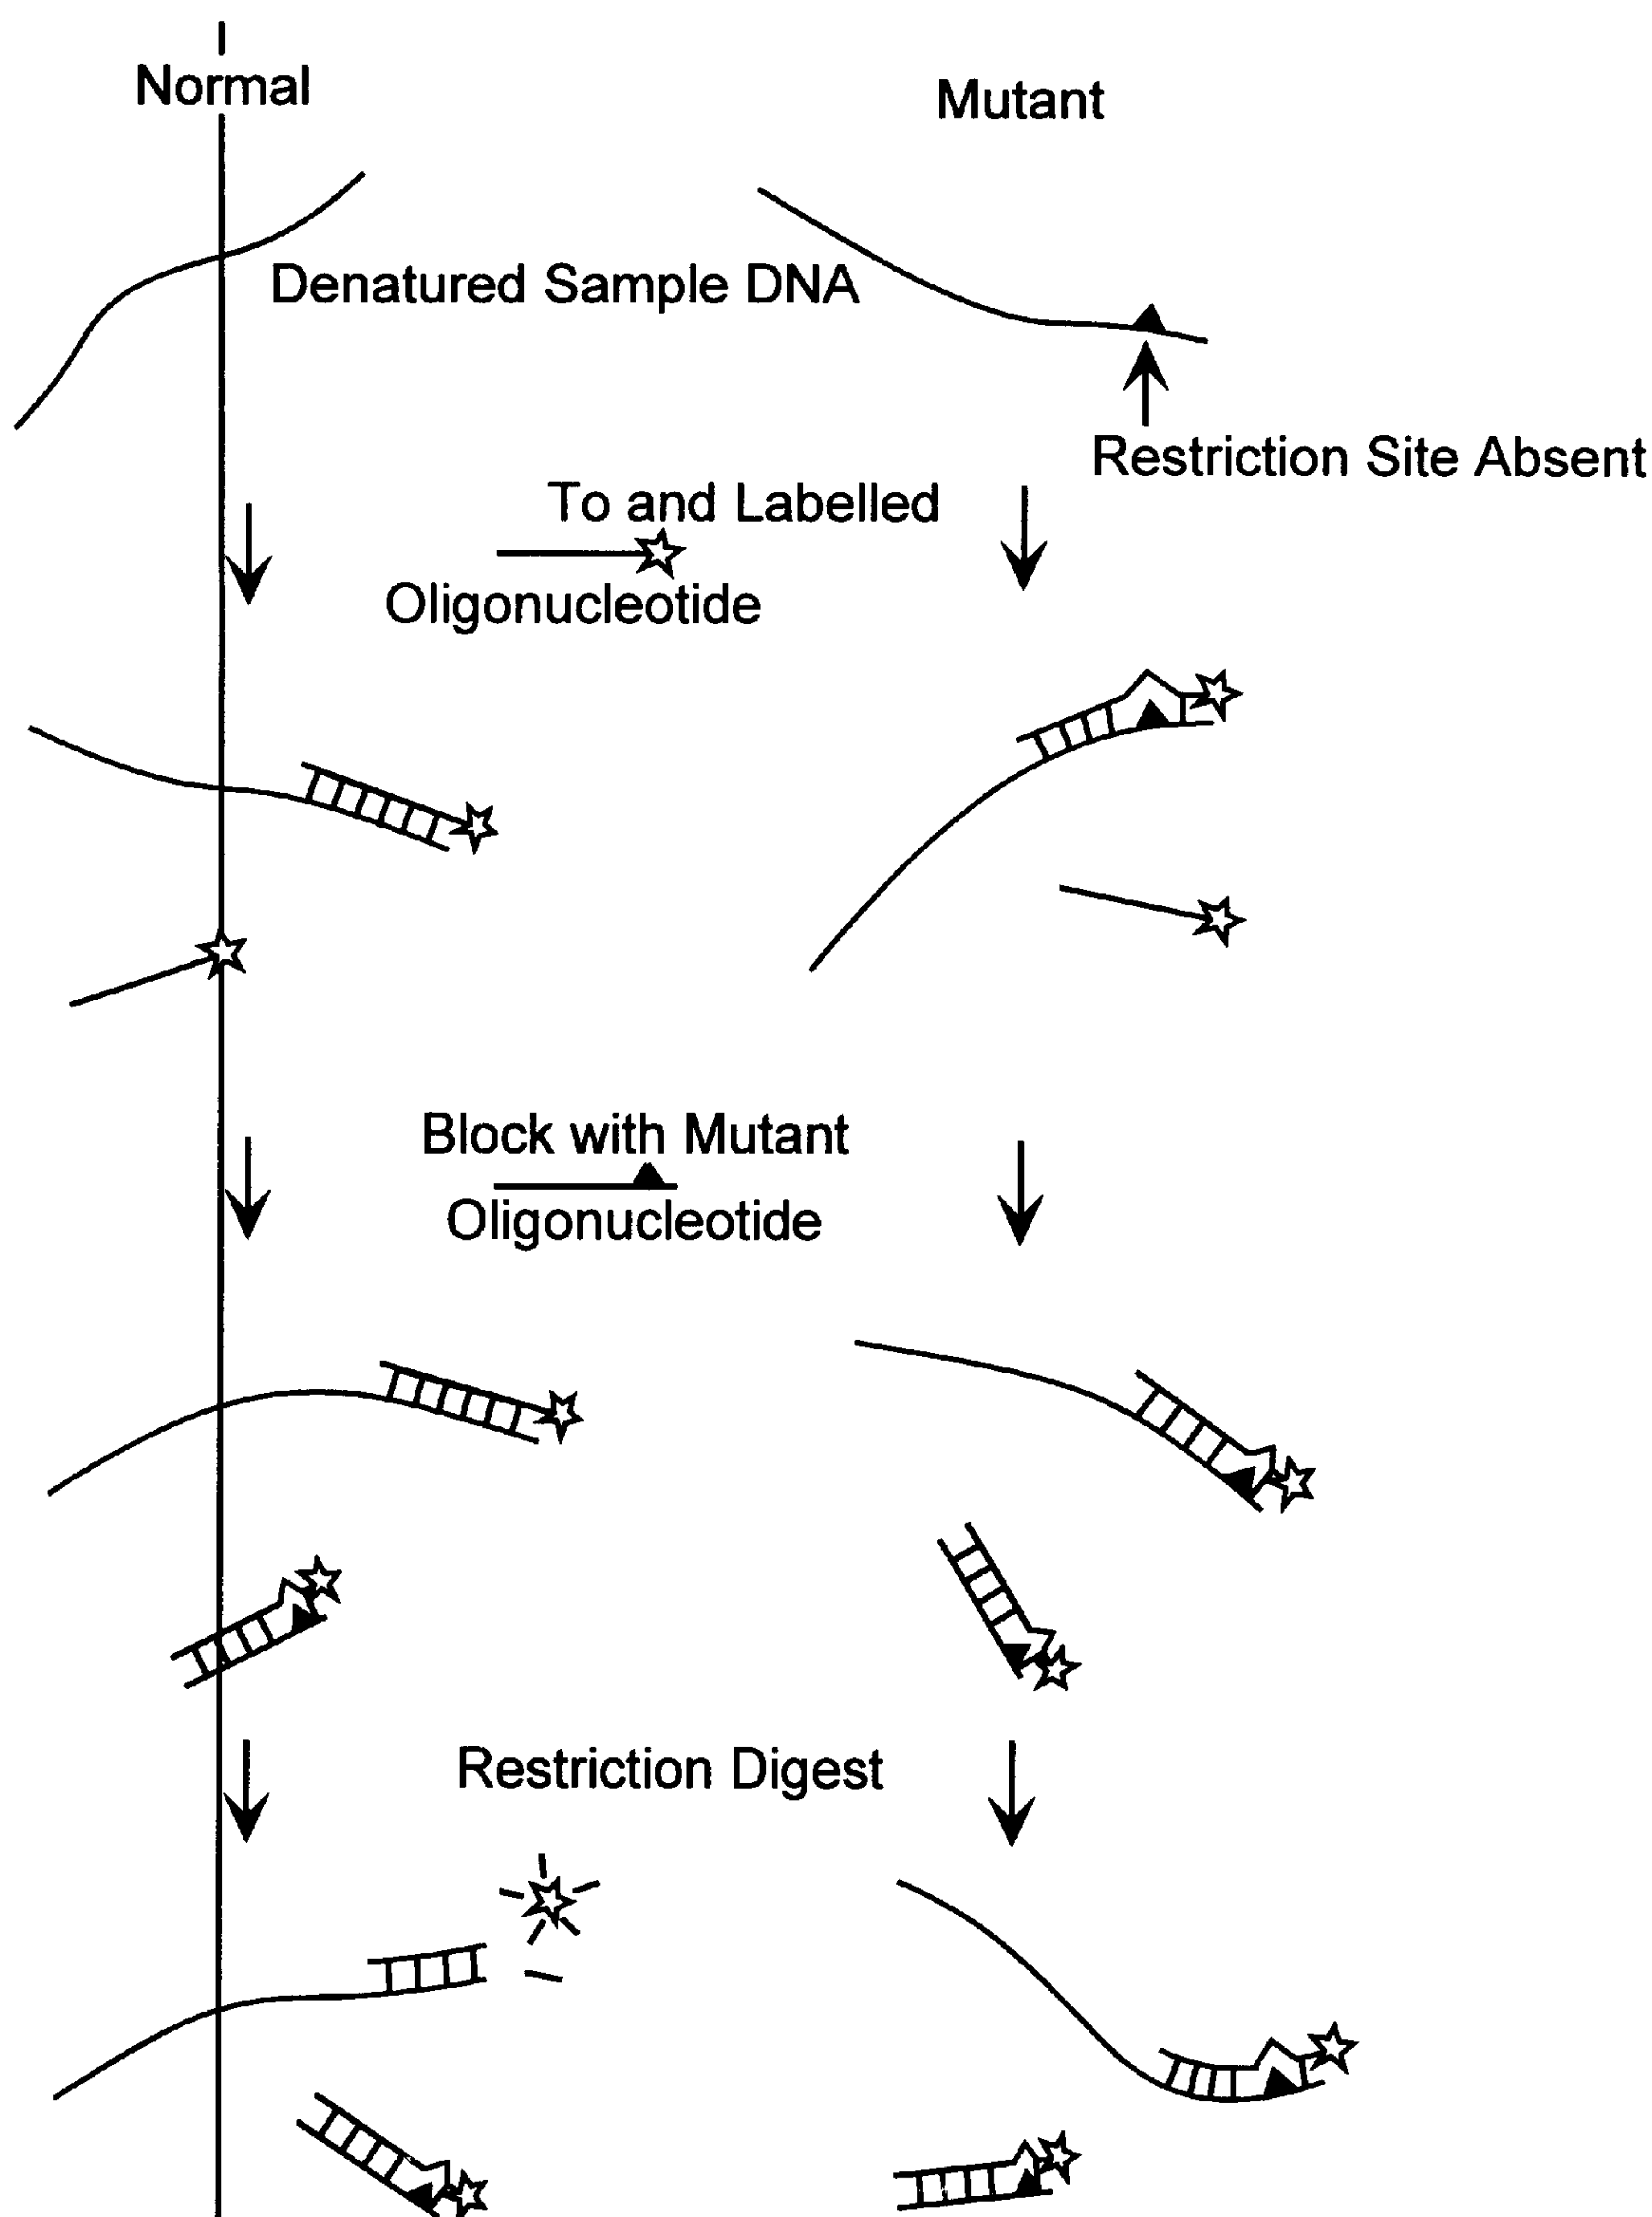 Normal
Mutant
Denatured Sample DNA
Restriction Site Absent
To and Labelled
Oligonucleotide
Block with Mutant
Oligonucleotide
Restriction Digest